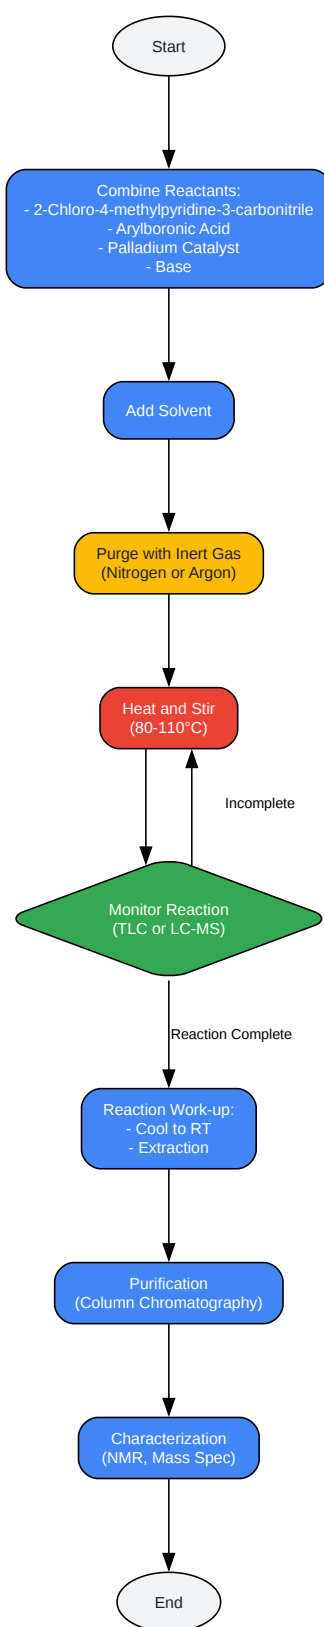 Start
Combine Reactants:
- 2-Chloro-4-methylpyridine-3-carbonitrile
- Arylboronic Acid
- Palladium Catalyst
- Base
Add Solvent
Purge with Inert Gas
(Nitrogen or Argon)
Heat and Stir
(80-110°C)
Incomplete
Monitor Reaction
(TLC or LC-MS)
Reaction Complete
Reaction Work-up:
- Cool to RT
- Extraction
Purification
(Column Chromatography)
Characterization
(NMR, Mass Spec)
End